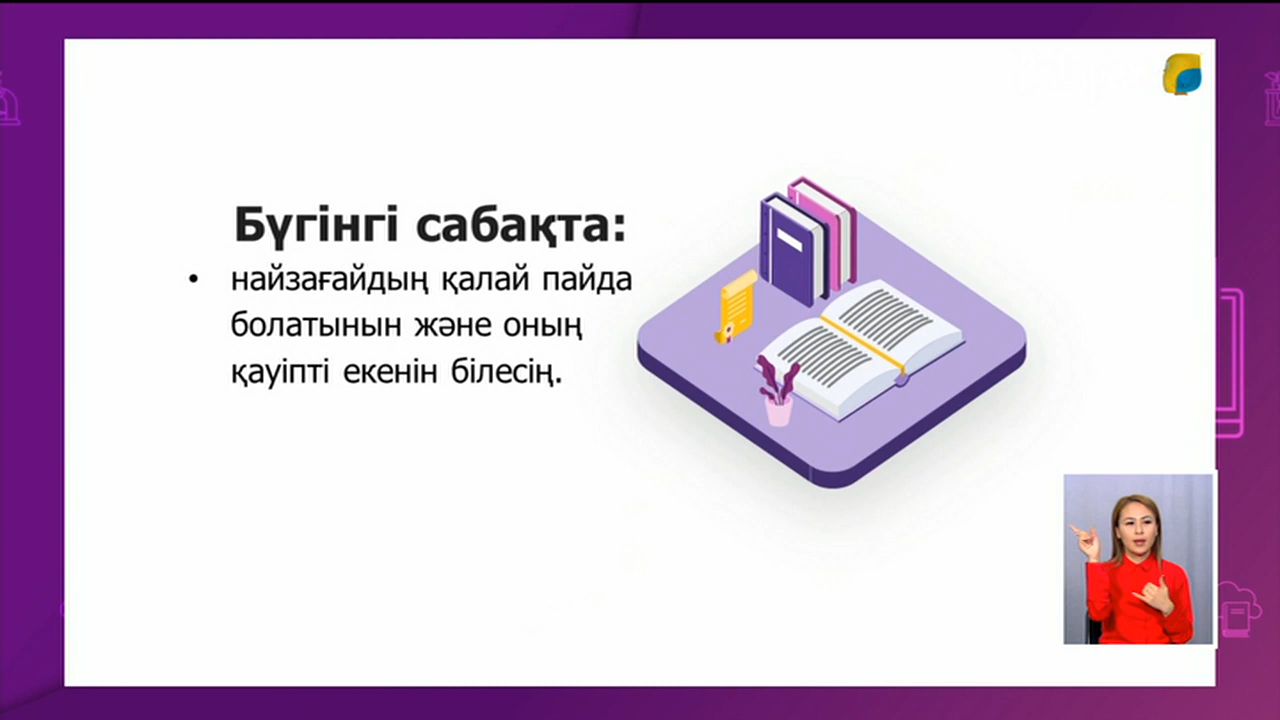 Бүгінгі сабақта:
• найзағайдың қалай пайда
болатынын және оның
қауіпті екенін білесің.